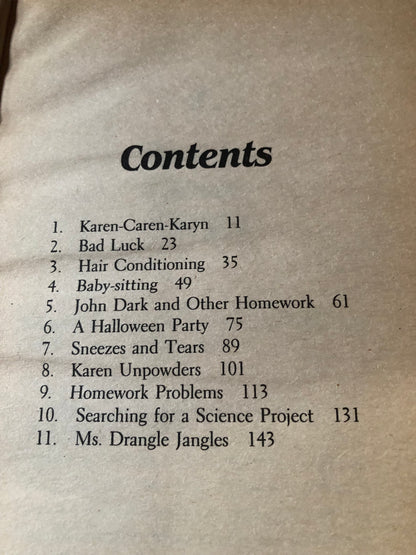 Contents
1. Karen-Caren-Karyn 11
2. Bad Luck 23
3. Hair Conditioning 35
4. Baby-sitting 49
5. John Dark and Other Homework 61
6. A Halloween Party 75
7. Sneezes and Tears 89
8. Karen Unpowders 101
9. Homework Problems 113
10. Searching for a Science Project 131
11. Ms. Drangle Jangles 143